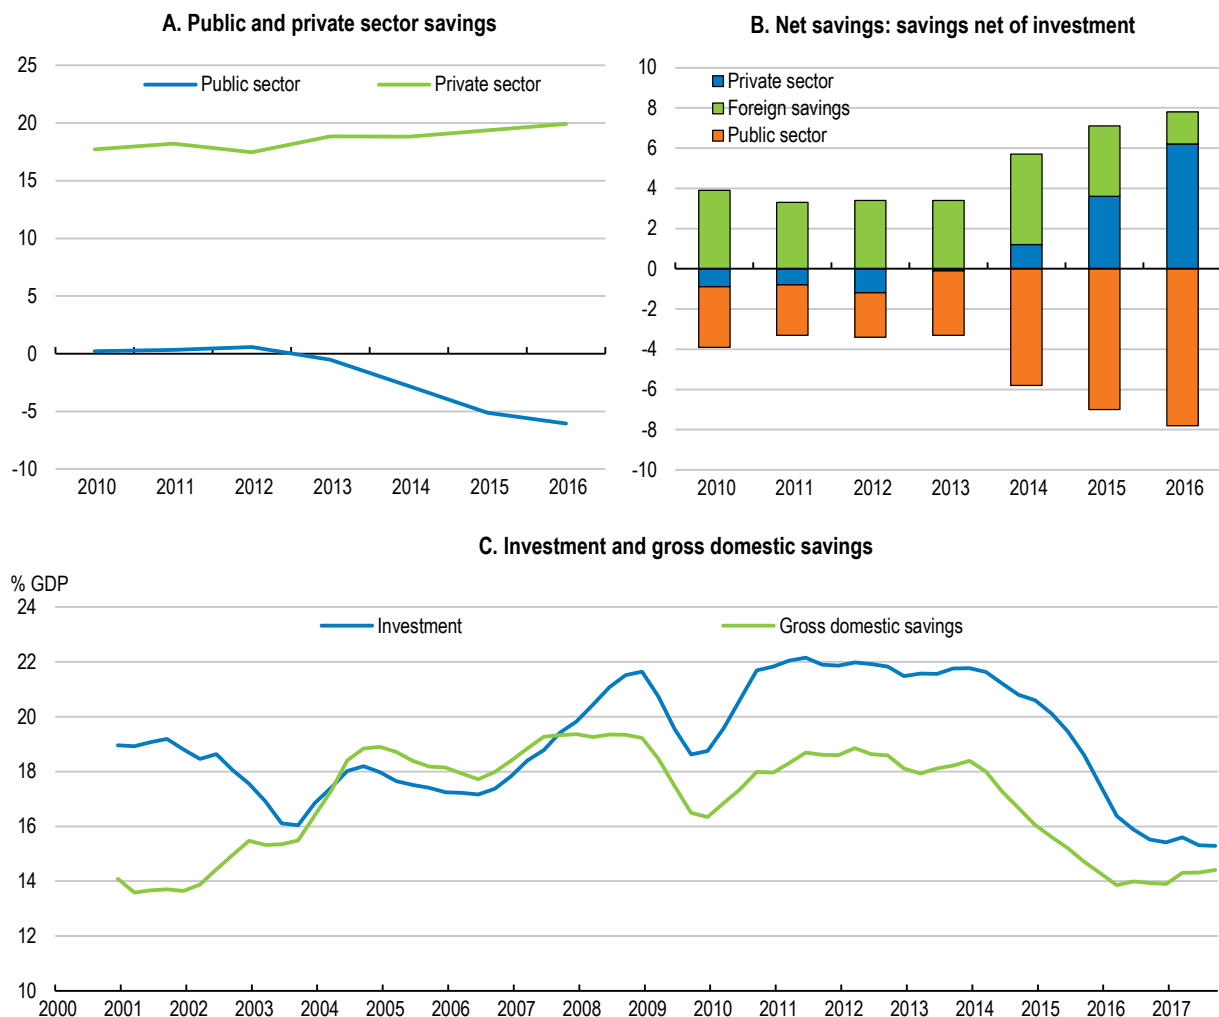 A. Public and private sector savings
25
20
15
10
5
0
-5
-10
Public sector
Private sector
2010 2011 2012 2013 2014 2015 2016
B. Net savings: savings net of investment
10
8
6
4
2
0
-2
-4
-6
-8
-10
Private sector
Foreign savings
Public sector
2010 2011 2012 2013 2014 2015 2016
C. Investment and gross domestic savings
% GDP
24
22
20
18
16
14
12
10
Investment
Gross domestic savings
2000 2001 2002 2003 2004 2005 2006 2007 2008 2009 2010 2011 2012 2013 2014 2015 2016 2017